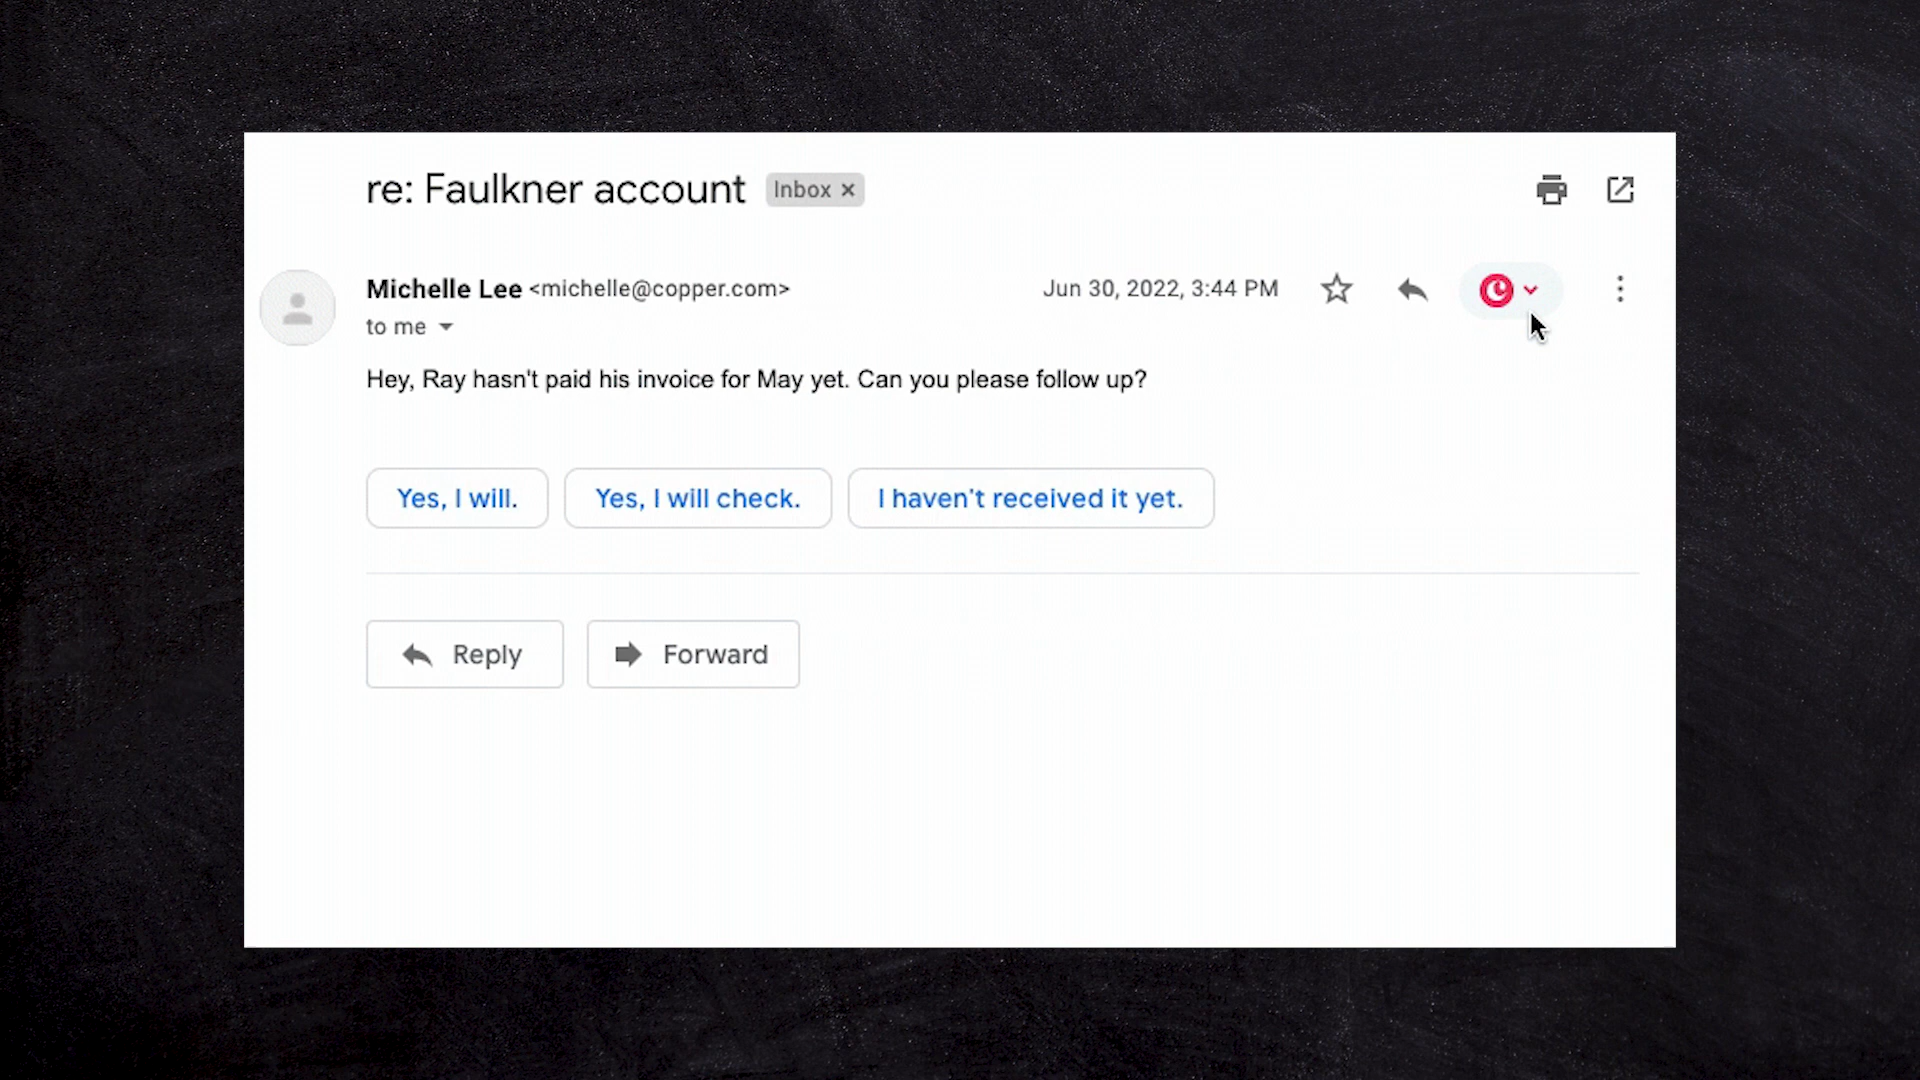 re: Faulkner account Inbox ×
Michelle Lee <michelle@copper.com> Jun 30, 2022, 3:44 PM
to me
Hey, Ray hasn't paid his invoice for May yet. Can you please follow up?
Yes, I will. Yes, I will check. I haven't received it yet.
Reply Forward